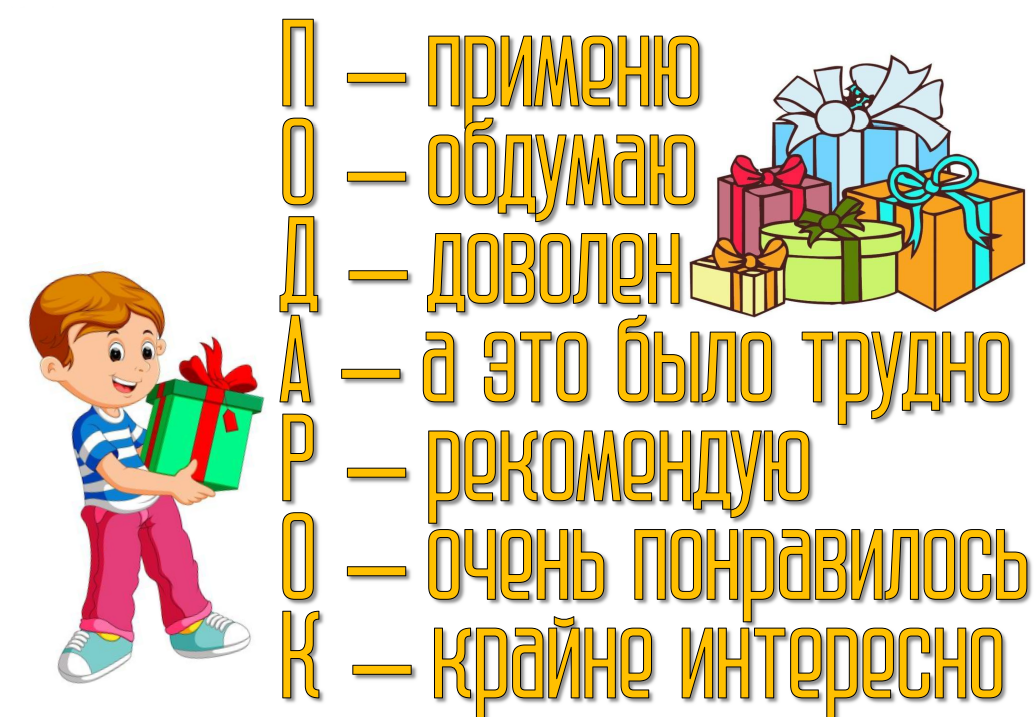 П – применю
О – обдумаю
Д – доволен
А – а это было трудно
Р – рекомендую
О – очень понравилось
К – крайне интересно